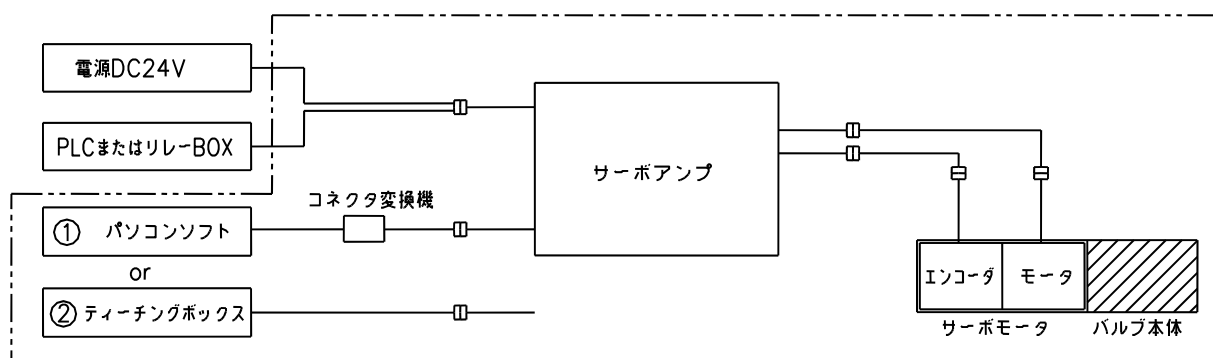 電源DC24V
PLCまたはリレーBOX
サーボアンプ
コネクタ変換機
① パソコンソフト
or
② ティーチングボックス
エンコーダ
モータ
サーボモータ
バルブ本体